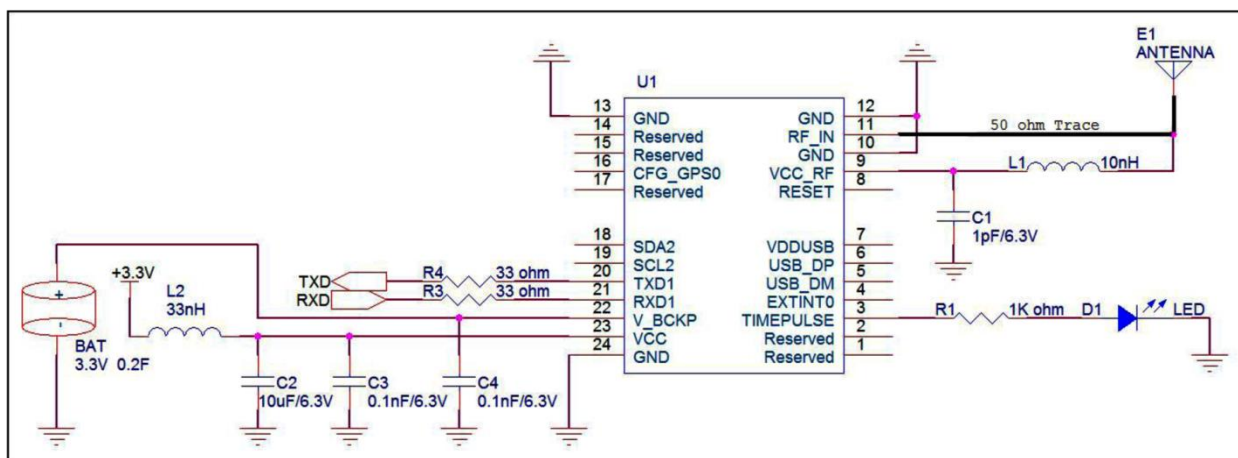 E1
ANTENNA
U1
13 GND
14 Reserved
15 Reserved
16 CFG_GPS0
17 Reserved
18 SDA2
19 SCL2
20 TXD1
21 RXD1
22 V_BCKP
23 VCC
24 GND
12 GND
11 RF_IN
10 GND
9 VCC_RF
8 RESET
7 VDDUSB
6 USB_DP
5 USB_DM
4 EXTINT0
3 TIMEPULSE
2 Reserved
1 Reserved
50 ohm Trace
L1 10nH
C1
1pF/6.3V
TXD R4 33 ohm
RXD R3 33 ohm
+3.3V
L2
33nH
+
-
BAT
3.3V 0.2F
C2
10uF/6.3V
C3
0.1nF/6.3V
C4
0.1nF/6.3V
R1 1K ohm D1 LED